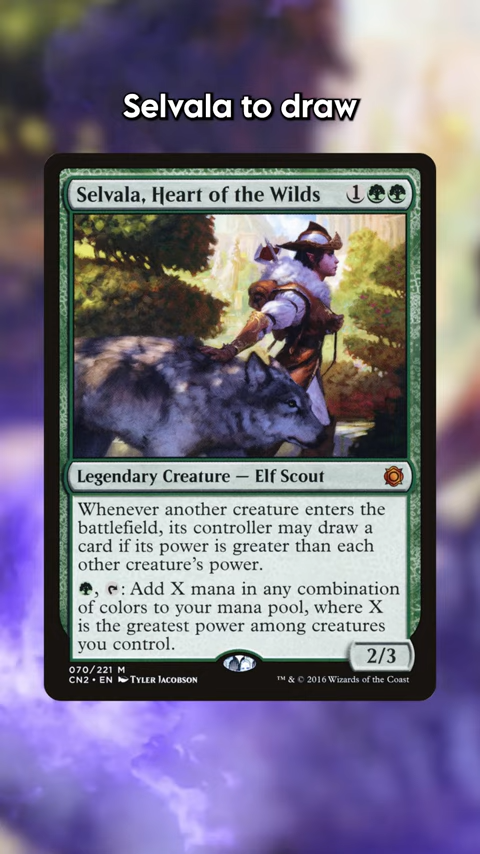 Selvala to draw
Selvala, Heart of the Wilds 1
Legendary Creature — Elf Scout
Whenever another creature enters the
battlefield, its controller may draw a
card if its power is greater than each
other creature's power.
, : Add X mana in any combination
of colors to your mana pool, where X
is the greatest power among creatures
you control.
2/3
070/221 M
CN2 • EN Tyler Jacobson
™ & © 2016 Wizards of the Coast